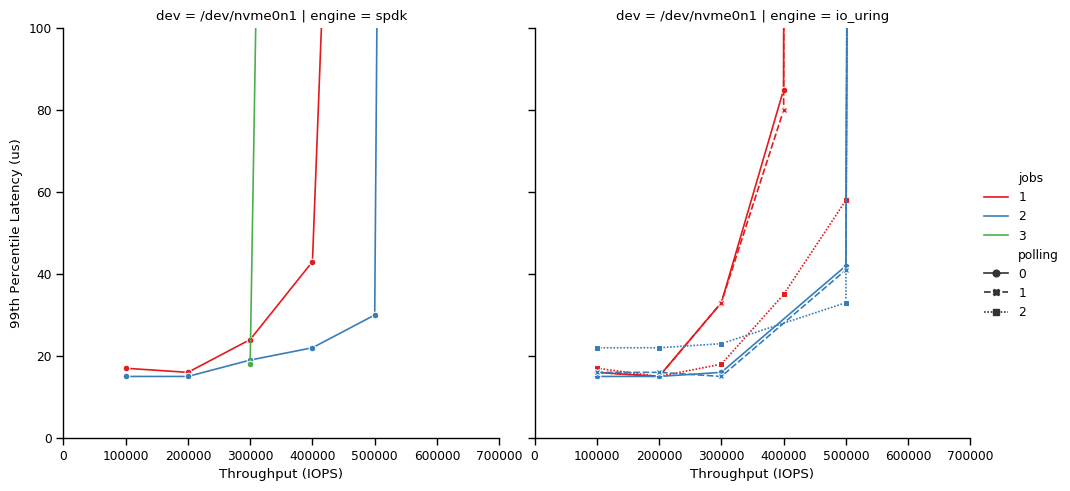 dev = /dev/nvme0n1 | engine = spdk
dev = /dev/nvme0n1 | engine = io_uring
99th Percentile Latency (us)
100
80
60
40
20
0
0 100000 200000 300000 400000 500000 600000 700000
Throughput (IOPS)
0 100000 200000 300000 400000 500000 600000 700000
Throughput (IOPS)
jobs
1
2
3
polling
0
1
2